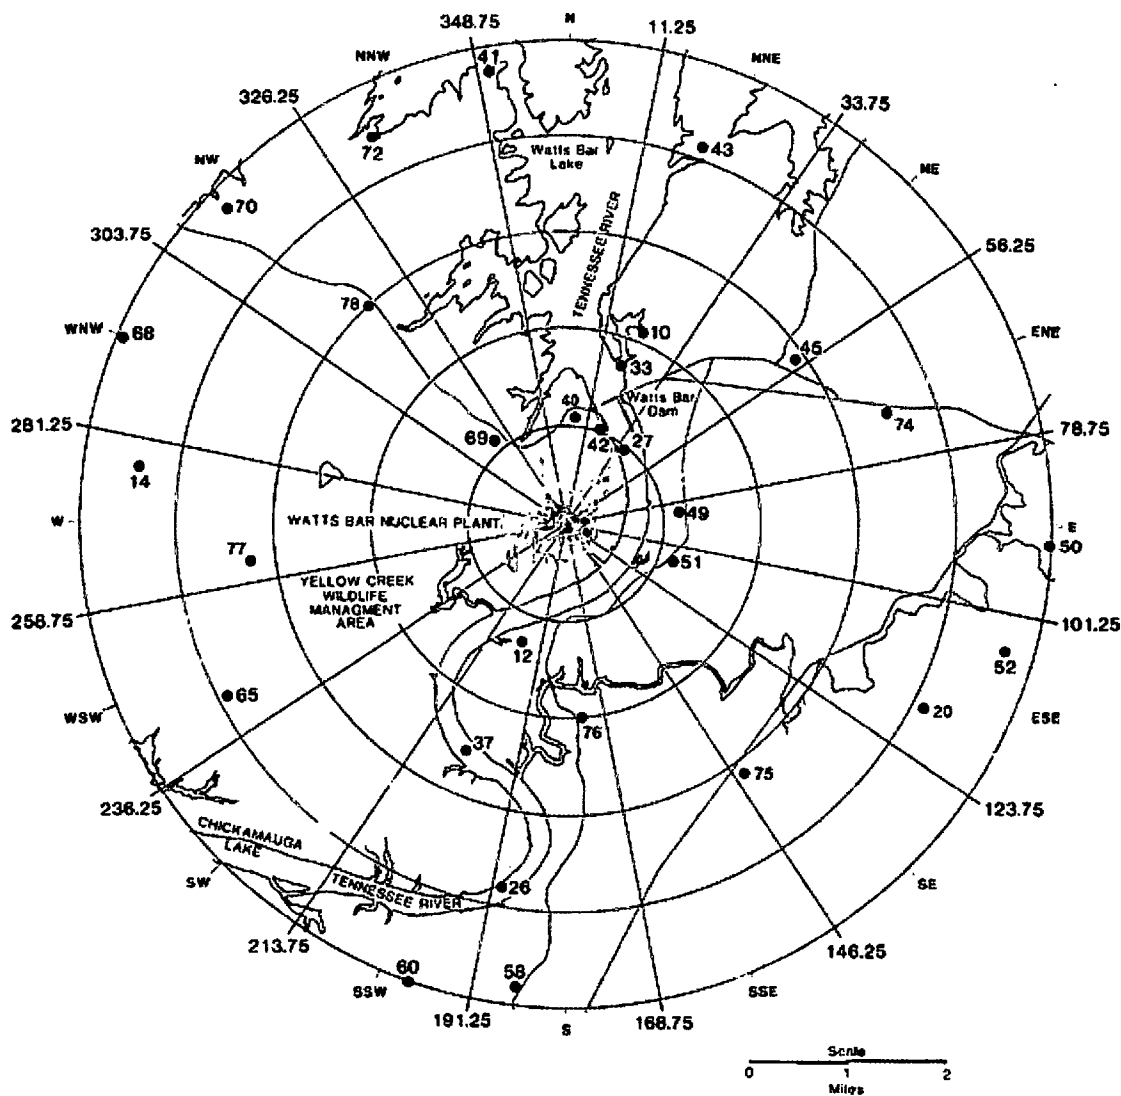 N
348.75
11.25
NNW
41
NNE
326.25
33.75
72
Watts Bar
Lake
43
NW
NE
70
303.75
TENNESSEE RIVER
56.25
78
WNW
68
10
ENE
33
45
281.25
40
Watts Bar
Dam
74
78.75
69
42
27
14
W
WATTS BAR NUCLEAR PLANT
49
E
50
77
51
YELLOW CREEK
WILDLIFE
MANAGMENT
AREA
258.75
101.25
12
52
65
WSW
20
ESE
76
37
75
236.25
123.75
CHICKAMAUGA
LAKE
SW
TENNESSEE RIVER
26
SE
213.75
146.25
60
58
SSW
SSE
191.25
168.75
S
Scale
0 1 2
Miles